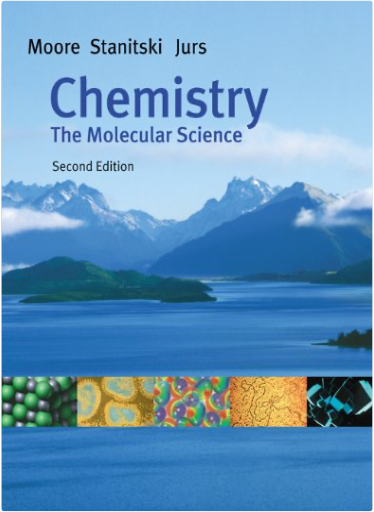 Moore Stanitski Jurs
Chemistry
The Molecular Science
Second Edition